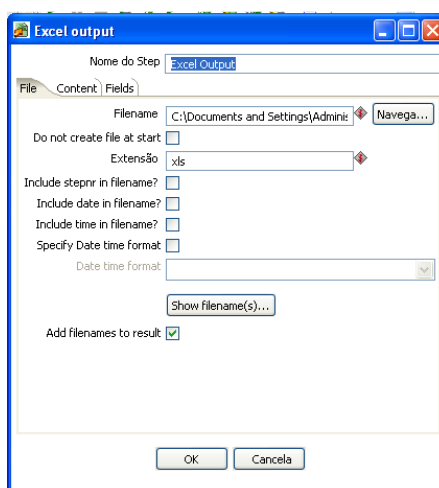 Excel output
Nome do Step Excel Output
File Content Fields
Filename C:\Documents and Settings\Adminis Navega...
Do not create file at start
Extensão xls
Include stepnr in filename?
Include date in filename?
Include time in filename?
Specify Date time format
Date time format
Show filename(s)...
Add filenames to result
OK Cancela